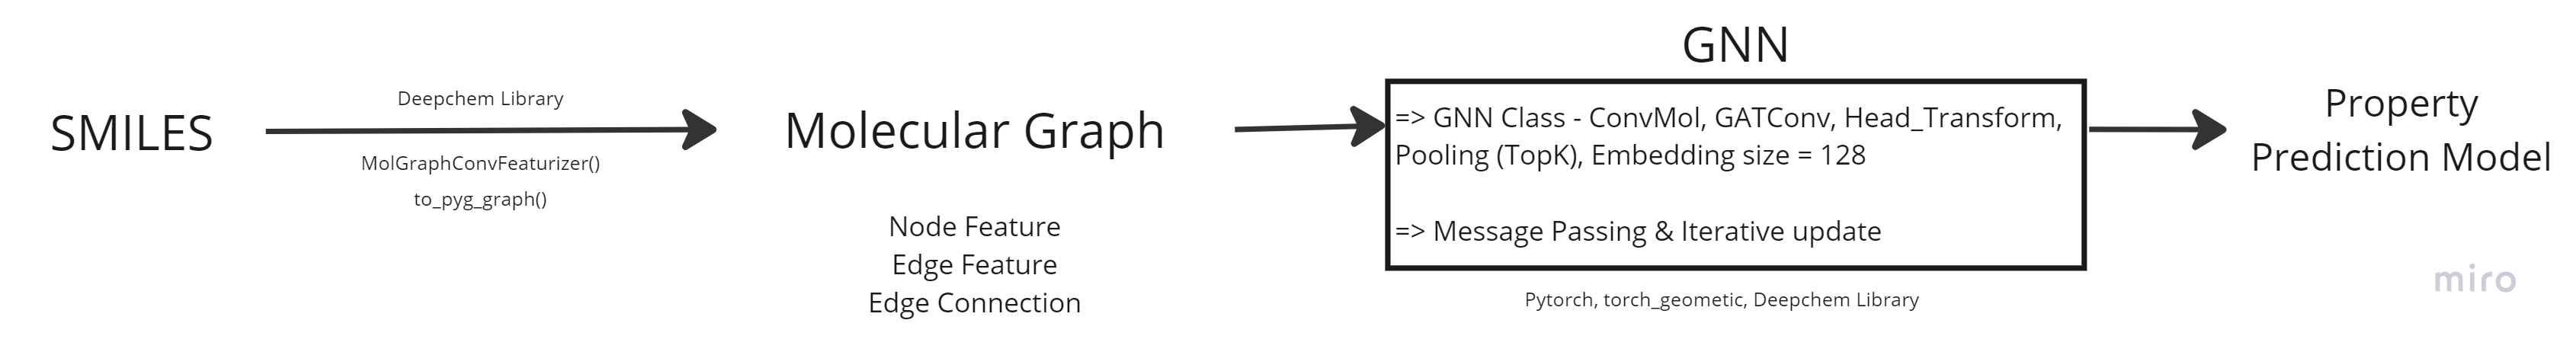 SMILES
Deepchem Library
MolGraphConvFeaturizer()
to_pyg_graph()
Molecular Graph
Node Feature
Edge Feature
Edge Connection
GNN
=> GNN Class - ConvMol, GATConv, Head_Transform,
Pooling (TopK), Embedding size = 128
=> Message Passing & Iterative update
Pytorch, torch_geometic, Deepchem Library
Property
Prediction Model
miro